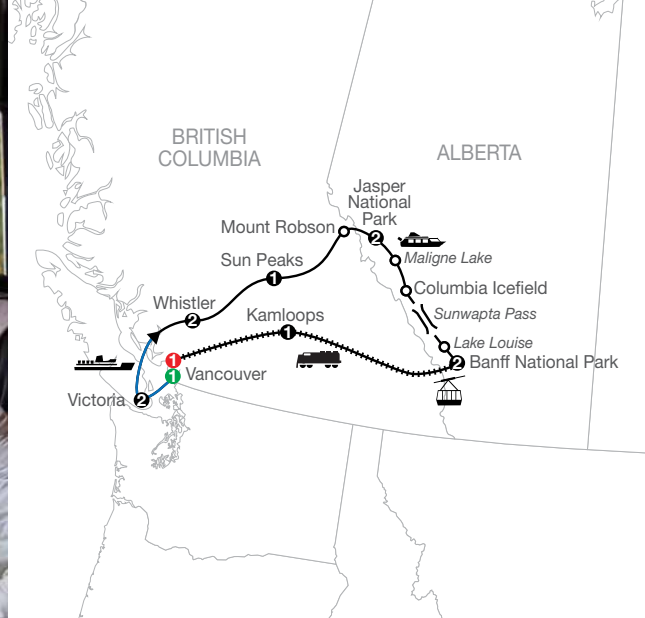 BRITISH
COLUMBIA
ALBERTA
Jasper
National
Park
Mount Robson
2
Maligne Lake
Sun Peaks
1
Columbia Icefield
Whistler
2
Sunwapta Pass
Kamloops
1
Lake Louise
1
2
Banff National Park
1
Vancouver
Victoria
2